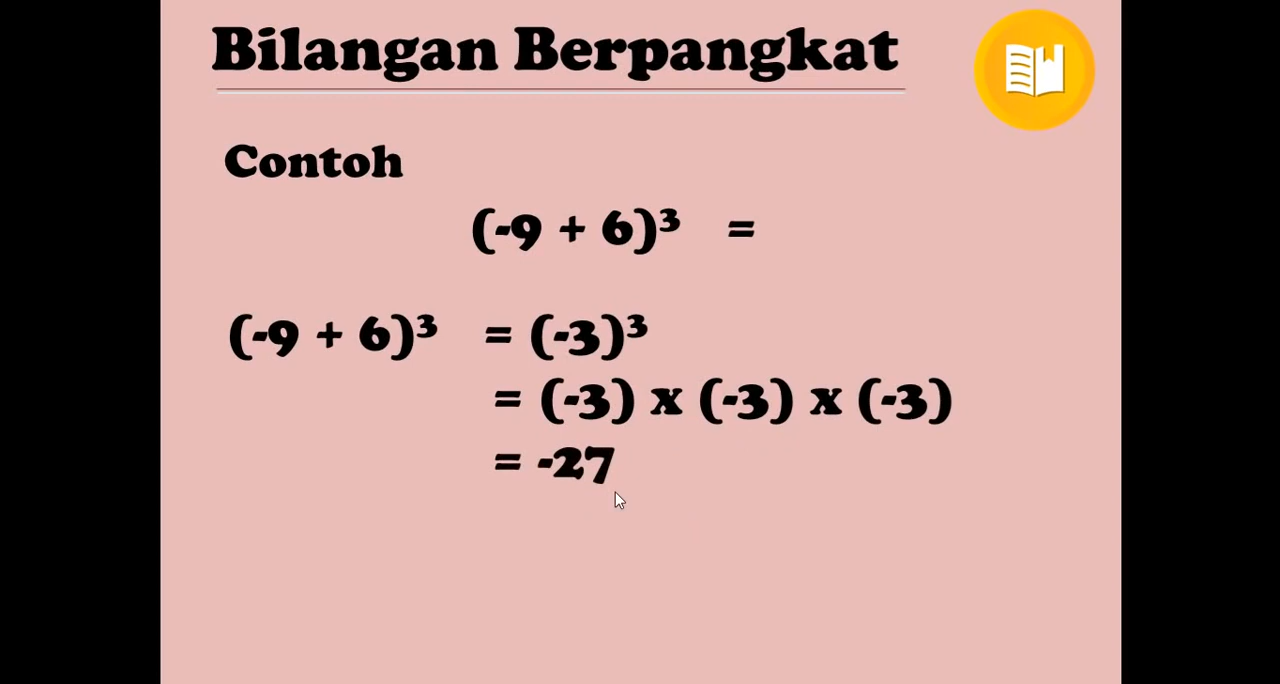 Bilangan Berpangkat
Contoh
(-9 + 6)³ =
(-9 + 6)³ = (-3)³
= (-3) x (-3) x (-3)
= -27